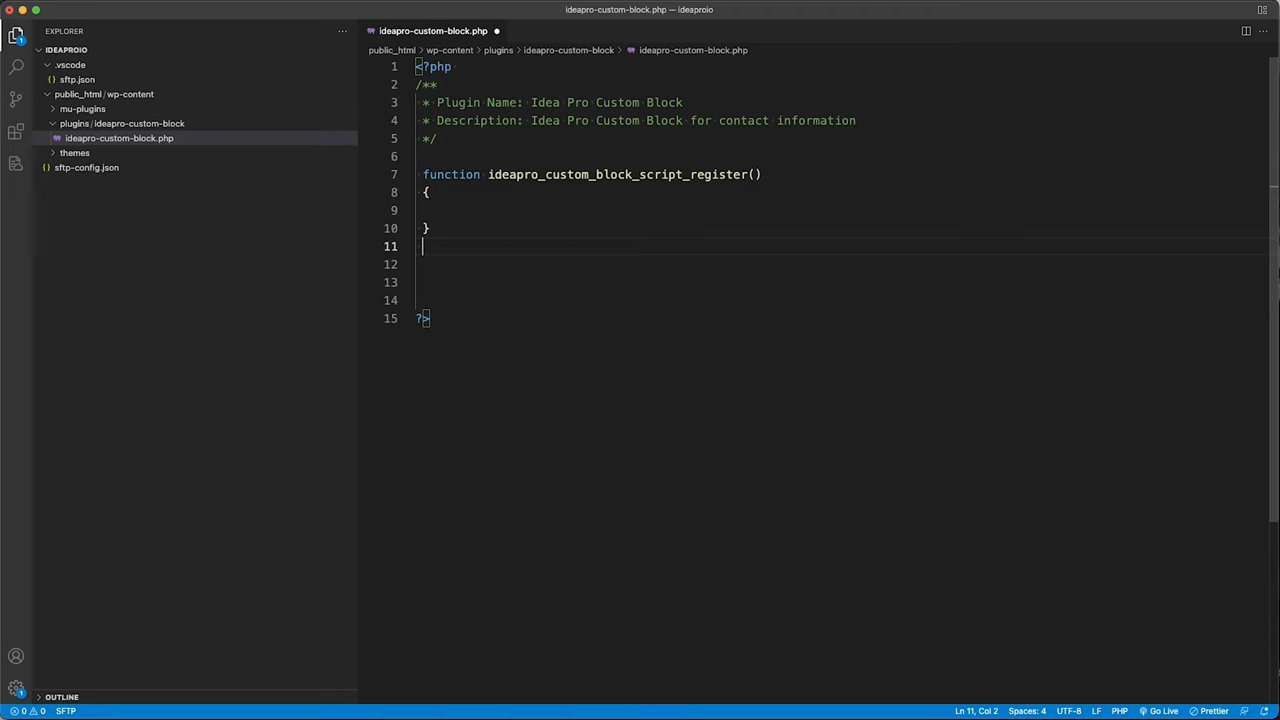 ideapro-custom-block.php — ideaproio
EXPLORER
IDEAPROIO
.vscode
sftp.json
public_html / wp-content
mu-plugins
plugins / ideapro-custom-block
ideapro-custom-block.php
themes
sftp-config.json
OUTLINE
ideapro-custom-block.php
public_html > wp-content > plugins > ideapro-custom-block > ideapro-custom-block.php
1 <?php
2 /**
3 * Plugin Name: Idea Pro Custom Block
4 * Description: Idea Pro Custom Block for contact information
5 */
6
7 function ideapro_custom_block_script_register()
8 {
9
10 }
11
12
13
14
15 ?>
1
1
0 0 SFTP
Ln 11, Col 2 Spaces: 4 UTF-8 LF PHP Go Live Prettier